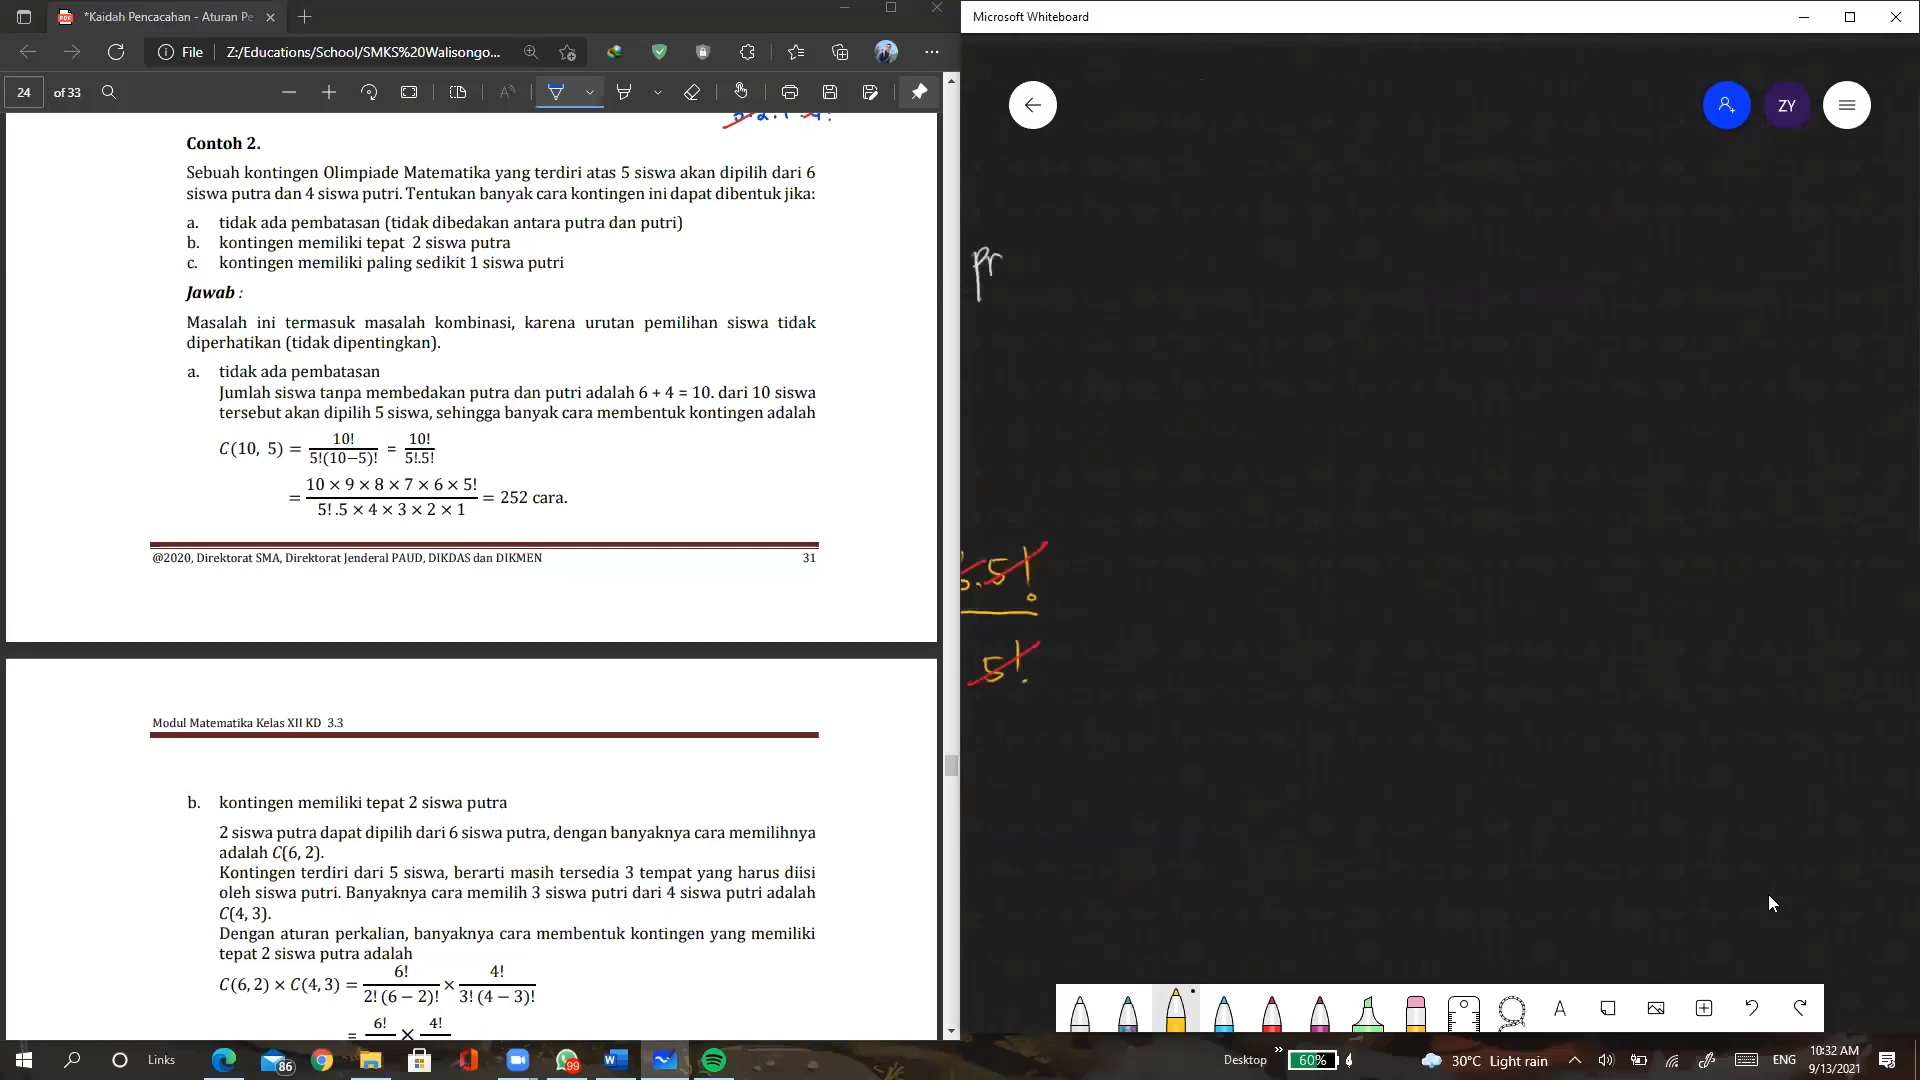 *Kaidah Pencacahan - Aturan Pe
File
Z:/Educations/School/SMKS%20Walisongo...
24
of 33
Contoh 2.
Sebuah kontingen Olimpiade Matematika yang terdiri atas 5 siswa akan dipilih dari 6
siswa putra dan 4 siswa putri. Tentukan banyak cara kontingen ini dapat dibentuk jika:
a. tidak ada pembatasan (tidak dibedakan antara putra dan putri)
b. kontingen memiliki tepat 2 siswa putra
c. kontingen memiliki paling sedikit 1 siswa putri
Jawab :
Masalah ini termasuk masalah kombinasi, karena urutan pemilihan siswa tidak
diperhatikan (tidak dipentingkan).
a. tidak ada pembatasan
Jumlah siswa tanpa membedakan putra dan putri adalah 6 + 4 = 10. dari 10 siswa
tersebut akan dipilih 5 siswa, sehingga banyak cara membentuk kontingen adalah
C(10, 5) = 10! / 5!(10−5)! = 10! / 5!.5!
= 10 × 9 × 8 × 7 × 6 × 5! / 5! .5 × 4 × 3 × 2 × 1 = 252 cara.
@2020, Direktorat SMA, Direktorat Jenderal PAUD, DIKDAS dan DIKMEN 31
Modul Matematika Kelas XII KD 3.3
b. kontingen memiliki tepat 2 siswa putra
2 siswa putra dapat dipilih dari 6 siswa putra, dengan banyaknya cara memilihnya
adalah C(6, 2).
Kontingen terdiri dari 5 siswa, berarti masih tersedia 3 tempat yang harus diisi
oleh siswa putri. Banyaknya cara memilih 3 siswa putri dari 4 siswa putri adalah
C(4, 3).
Dengan aturan perkalian, banyaknya cara membentuk kontingen yang memiliki
tepat 2 siswa putra adalah
C(6, 2) × C(4, 3) = 6! / 2! (6 − 2)! × 4! / 3! (4 − 3)!
= 6! × 4!
Microsoft Whiteboard
ZY
pr
.5!
5!
A
Links
86
99
Desktop
60%
30°C Light rain
ENG
10:32 AM
9/13/2021